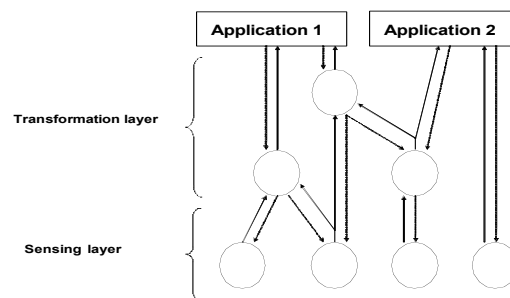 Application 1
Application 2
Transformation layer
Sensing layer